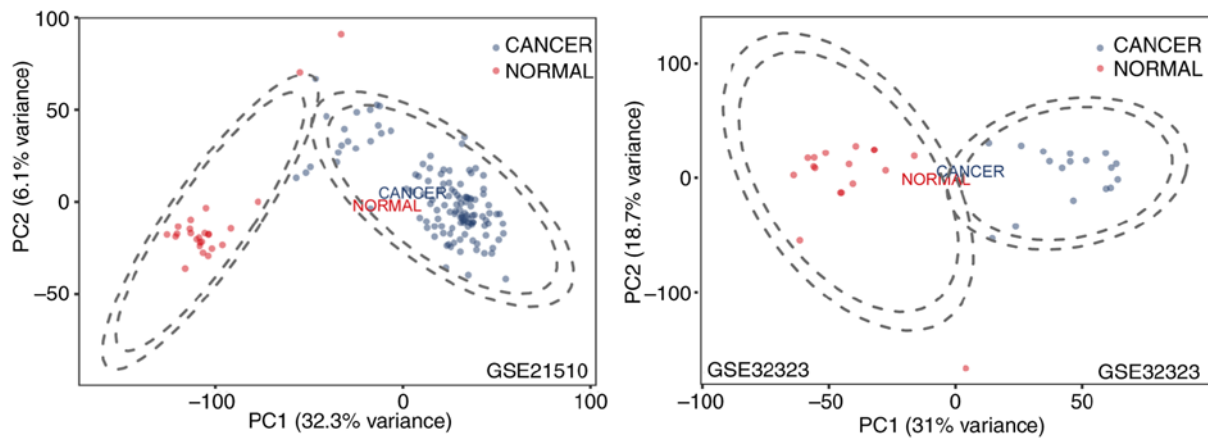 100
50
0
−50
PC2 (6.1% variance)
CANCER
NORMAL
CANCER
NORMAL
GSE21510
−100
0
100
PC1 (32.3% variance)
100
0
−100
PC2 (18.7% variance)
CANCER
NORMAL
CANCER
NORMAL
GSE32323
GSE32323
−100
−50
0
50
PC1 (31% variance)